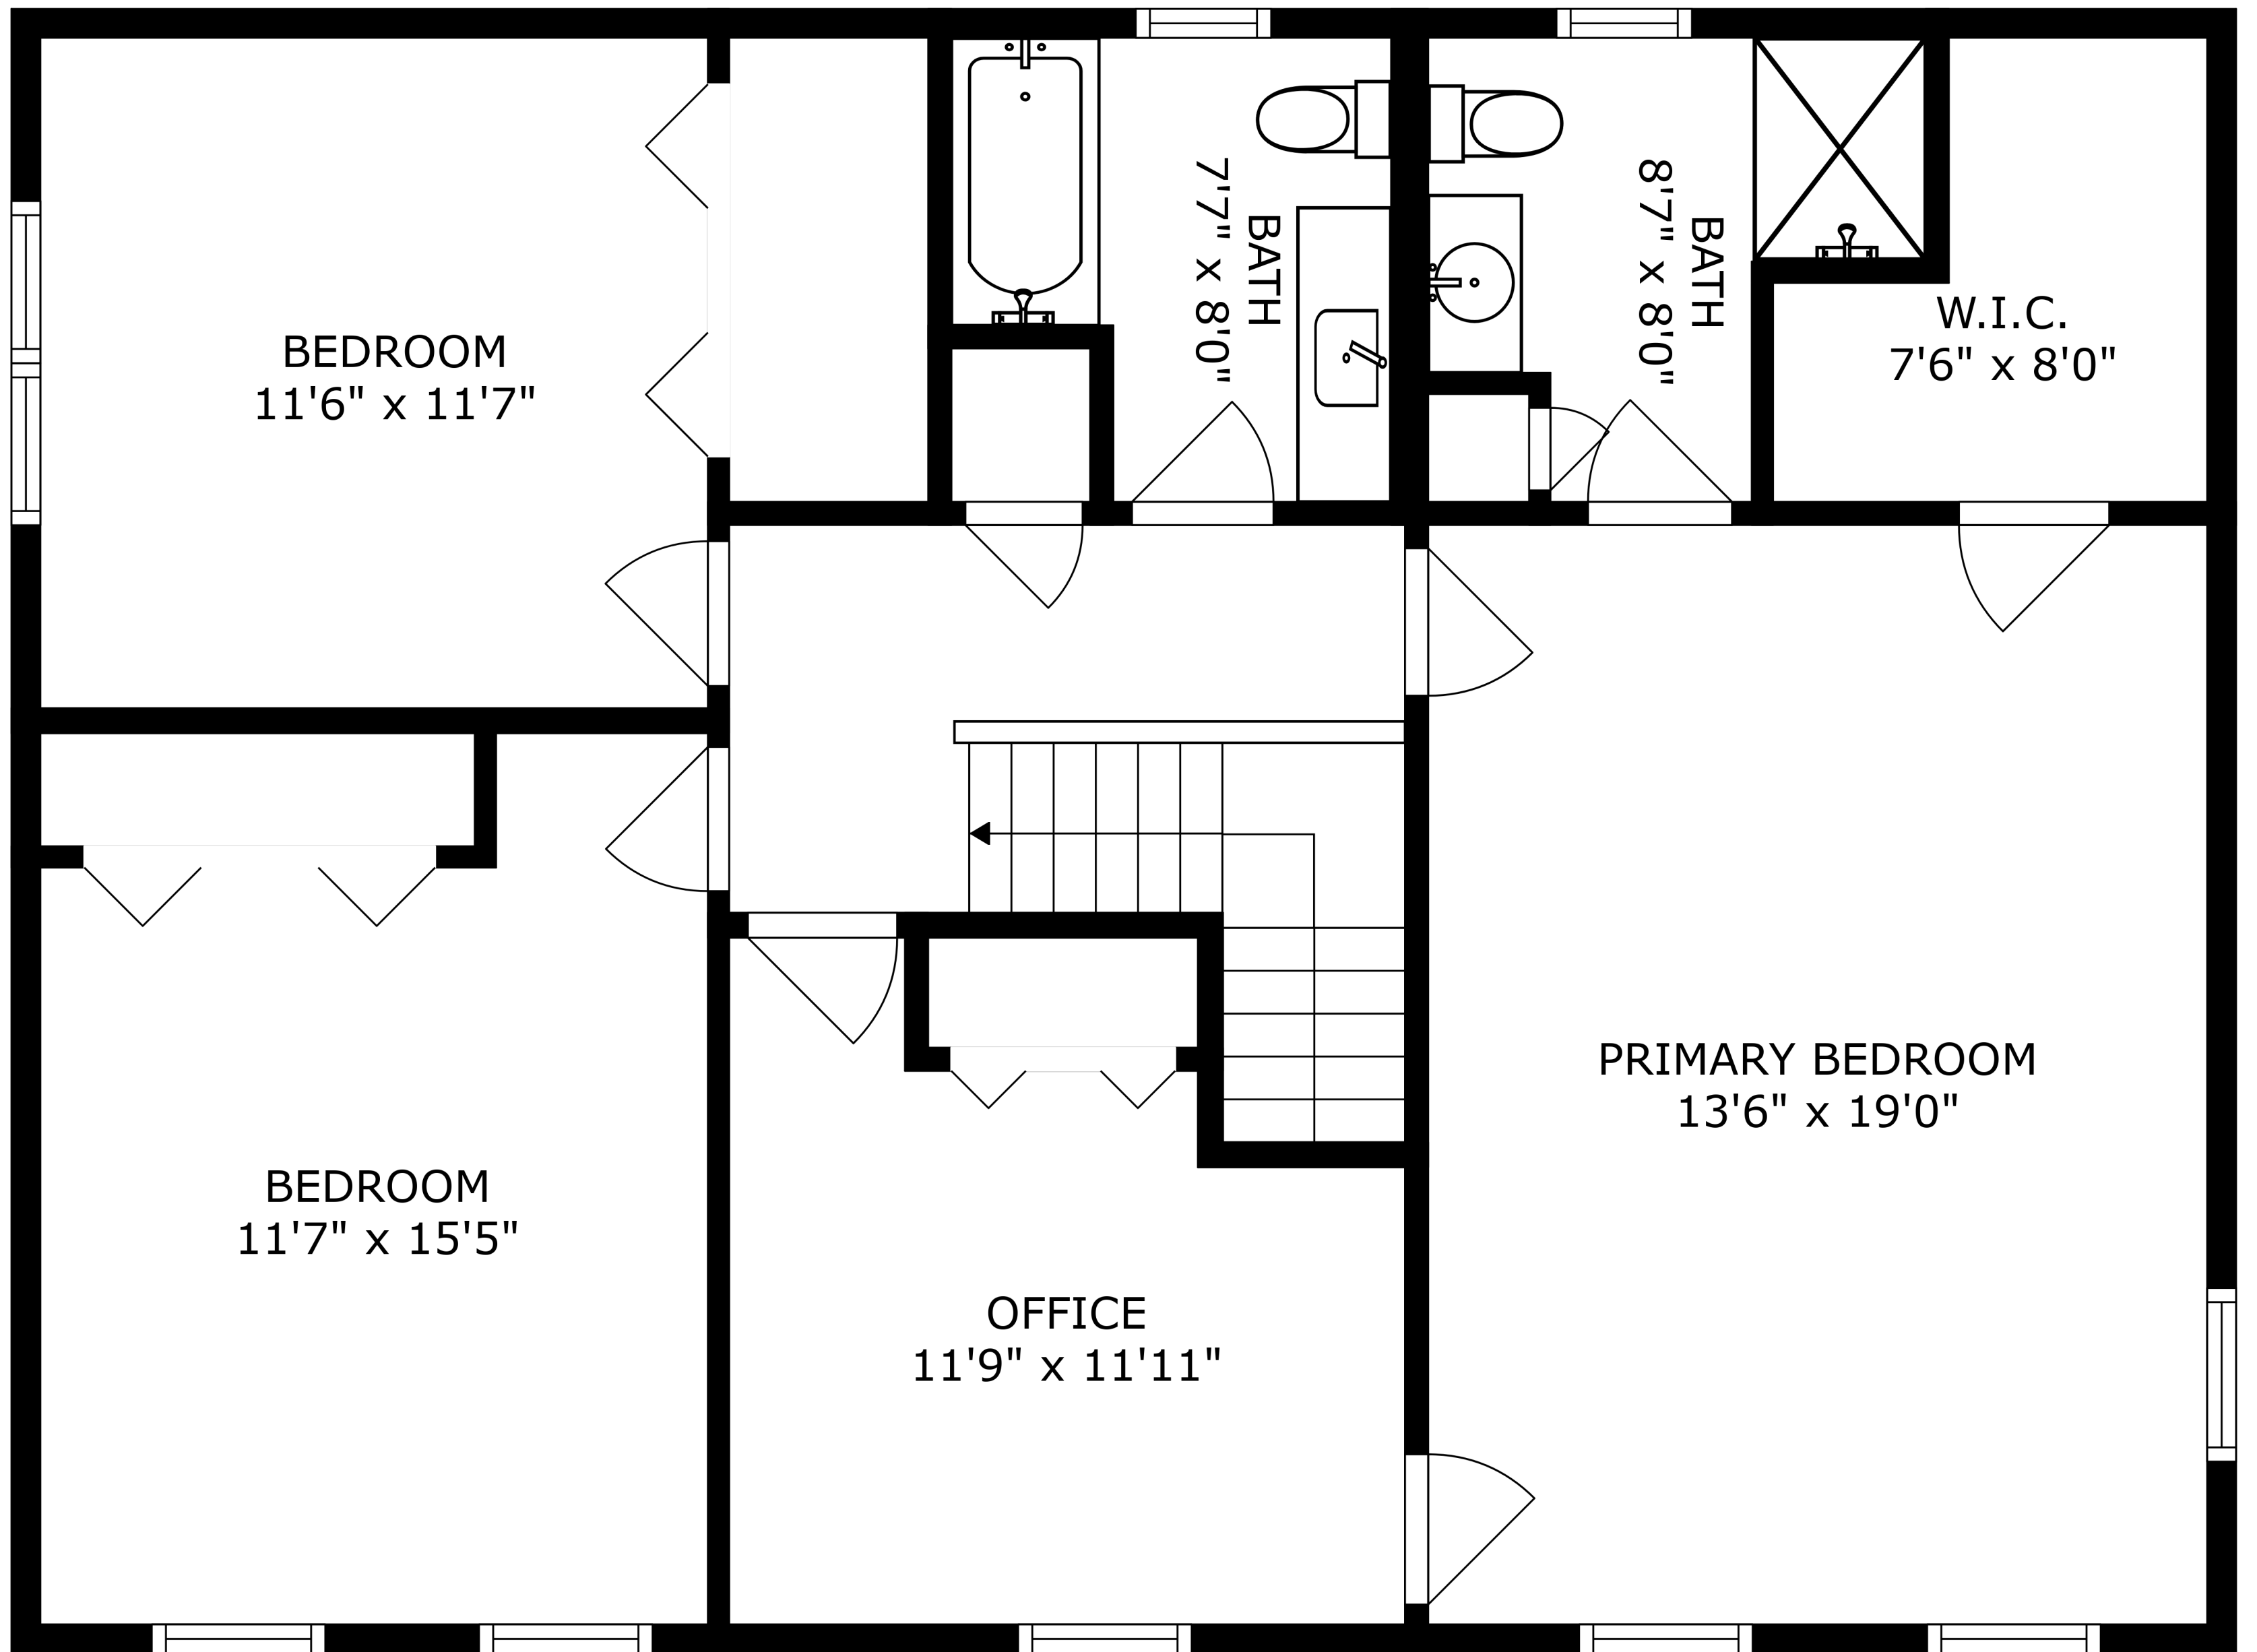 BATH
7'7" x 8'0"
BATH
8'7" x 8'0"
W.I.C.
7'6" x 8'0"
BEDROOM
11'6" x 11'7"
PRIMARY BEDROOM
13'6" x 19'0"
BEDROOM
11'7" x 15'5"
OFFICE
11'9" x 11'11"